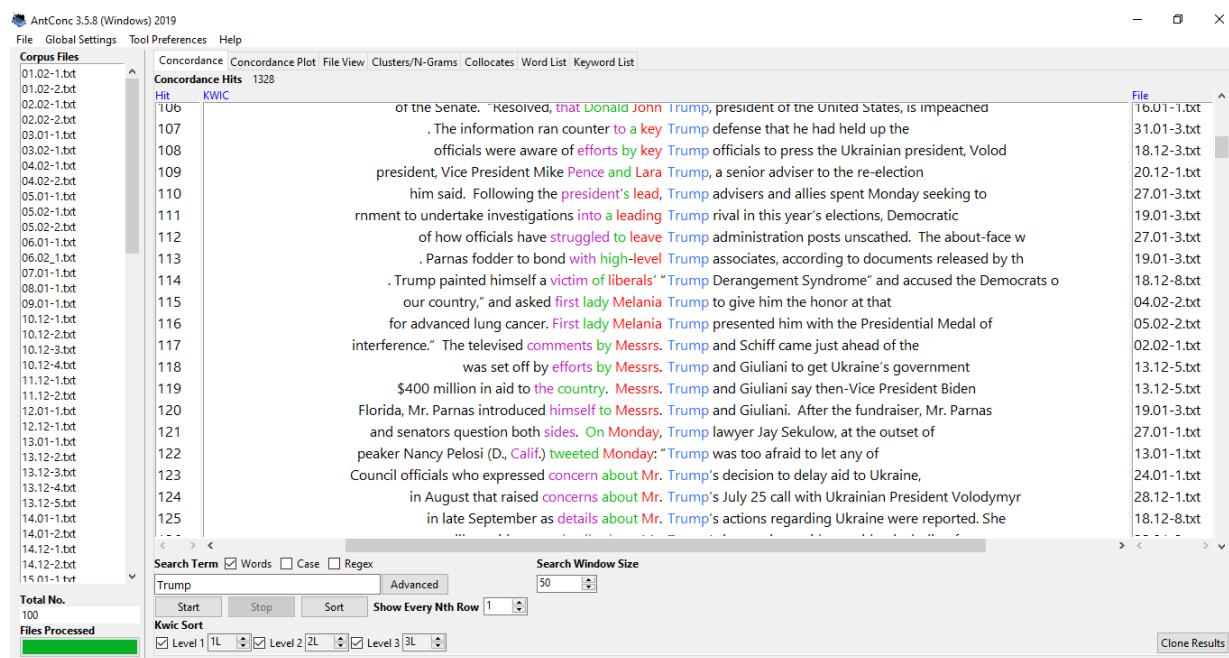 AntConc 3.5.8 (Windows) 2019
File Global Settings Tool Preferences Help
Corpus Files
01.02-1.txt
01.02-2.txt
02.02-1.txt
02.02-2.txt
03.01-1.txt
03.02-1.txt
04.02-1.txt
04.02-2.txt
05.01-1.txt
05.02-1.txt
05.02-2.txt
06.01-1.txt
06.02_1.txt
07.01-1.txt
08.01-1.txt
09.01-1.txt
10.12-1.txt
10.12-2.txt
10.12-3.txt
10.12-4.txt
11.12-1.txt
11.12-2.txt
12.01-1.txt
12.12-1.txt
13.01-1.txt
13.12-2.txt
13.12-3.txt
13.12-4.txt
13.12-5.txt
14.01-1.txt
14.01-2.txt
14.12-1.txt
14.12-2.txt
15.01-1.txt
Total No.
100
Files Processed
Concordance Concordance Plot File View Clusters/N-Grams Collocates Word List Keyword List
Concordance Hits 1328
Hit KWIC File
106 of the Senate. "Resolved, that Donald John Trump, president of the United States, is impeached 16.01-1.txt
107 . The information ran counter to a key Trump defense that he had held up the 31.01-3.txt
108 officials were aware of efforts by key Trump officials to press the Ukrainian president, Volod 18.12-3.txt
109 president, Vice President Mike Pence and Lara Trump, a senior adviser to the re-election 20.12-1.txt
110 him said. Following the president's lead, Trump advisers and allies spent Monday seeking to 27.01-3.txt
111 rnment to undertake investigations into a leading Trump rival in this year's elections, Democratic 19.01-3.txt
112 of how officials have struggled to leave Trump administration posts unscathed. The about-face w 27.01-3.txt
113 . Parnas fodder to bond with high-level Trump associates, according to documents released by th 19.01-3.txt
114 . Trump painted himself a victim of liberals' "Trump Derangement Syndrome" and accused the Democrats o 18.12-8.txt
115 our country," and asked first lady Melania Trump to give him the honor at that 04.02-2.txt
116 for advanced lung cancer. First lady Melania Trump presented him with the Presidential Medal of 05.02-2.txt
117 interference." The televised comments by Messrs. Trump and Schiff came just ahead of the 02.02-1.txt
118 was set off by efforts by Messrs. Trump and Giuliani to get Ukraine's government 13.12-5.txt
119 $400 million in aid to the country. Messrs. Trump and Giuliani say then-Vice President Biden 13.12-5.txt
120 Florida, Mr. Parnas introduced himself to Messrs. Trump and Giuliani. After the fundraiser, Mr. Parnas 19.01-3.txt
121 and senators question both sides. On Monday, Trump lawyer Jay Sekulow, at the outset of 27.01-1.txt
122 peaker Nancy Pelosi (D., Calif.) tweeted Monday: "Trump was too afraid to let any of 13.01-1.txt
123 Council officials who expressed concern about Mr. Trump's decision to delay aid to Ukraine, 24.01-1.txt
124 in August that raised concerns about Mr. Trump's July 25 call with Ukrainian President Volodymyr 28.12-1.txt
125 in late September as details about Mr. Trump's actions regarding Ukraine were reported. She 18.12-8.txt
Search Term Words Case Regex Search Window Size
Trump Advanced 50
Start Stop Sort Show Every Nth Row 1
Kwic Sort
Level 1 1L Level 2 2L Level 3 3L Clone Results